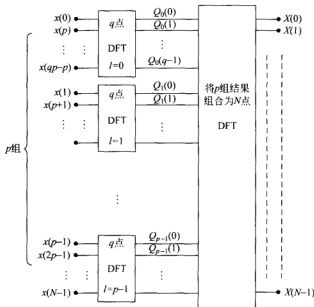 x(0) q点 Q₀(0) X(0)
x(p) Q₀(1) X(1)
⋮ ⋮ DFT ⋮
x(qp−p) l=0 Q₀(q−1)
x(1) q点 Q₁(0) 将p组结果
x(p+1) Q₁(1) 组合为N点
⋮ ⋮ DFT ⋮ DFT
l=1
p组
⋮
x(p−1) q点 Qₚ₋₁(0)
x(2p−1) Qₚ₋₁(1)
⋮ ⋮ DFT ⋮
x(N−1) l=p−1 X(N−1)